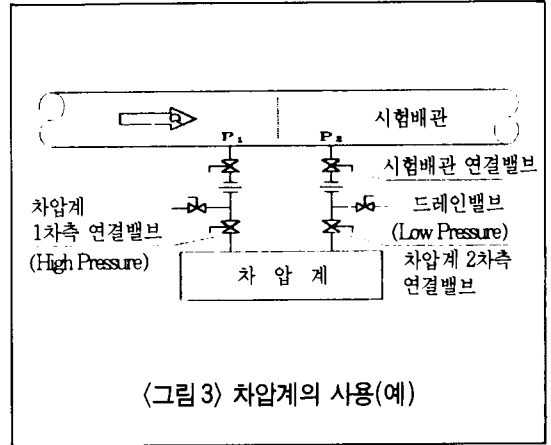 Q
시험배관
P₁
P₂
시험배관 연결밸브
차압계
1차측 연결밸브
(High Pressure)
드레인밸브
(Low Pressure)
차압계
차압계 2차측
연결밸브
〈그림 3〉 차압계의 사용(예)